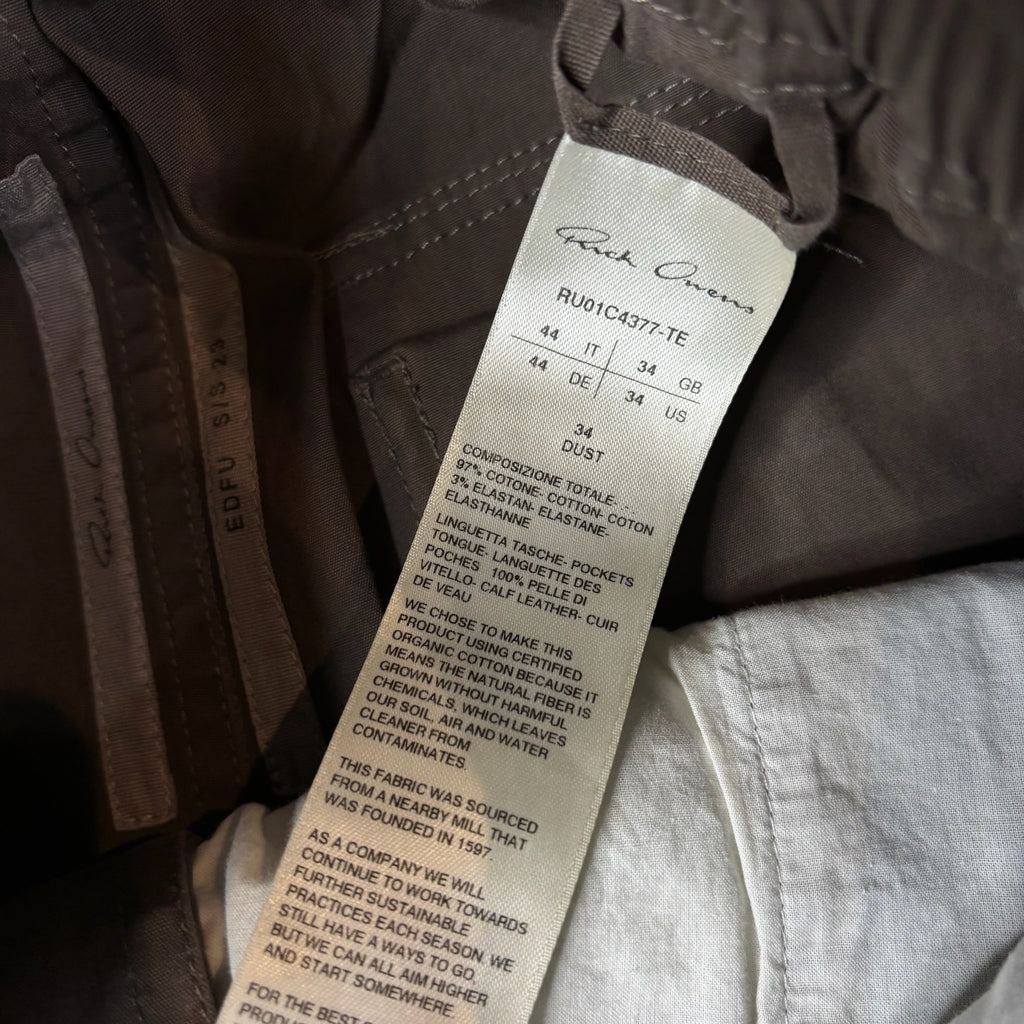 Rick Owens
EDFU S/S 23
Rick Owens
RU01C4377-TE
44 IT 34 GB
44 DE 34 US
34
DUST
COMPOSIZIONE TOTALE. . . .
97% COTONE- COTTON- COTON
3% ELASTAN- ELASTANE-
ELASTHANNE
LINGUETTA TASCHE- POCKETS
TONGUE- LANGUETTE DES
POCHES 100% PELLE DI
VITELLO- CALF LEATHER- CUIR
DE VEAU
WE CHOSE TO MAKE THIS
PRODUCT USING CERTIFIED
ORGANIC COTTON BECAUSE IT
MEANS THE NATURAL FIBER IS
GROWN WITHOUT HARMFUL
CHEMICALS, WHICH LEAVES
OUR SOIL, AIR AND WATER
CLEANER FROM
CONTAMINATES.
THIS FABRIC WAS SOURCED
FROM A NEARBY MILL THAT
WAS FOUNDED IN 1597.
AS A COMPANY WE WILL
CONTINUE TO WORK TOWARDS
FURTHER SUSTAINABLE
PRACTICES EACH SEASON. WE
STILL HAVE A WAYS TO GO,
BUT WE CAN ALL AIM HIGHER
AND START SOMEWHERE.
FOR THE BEST